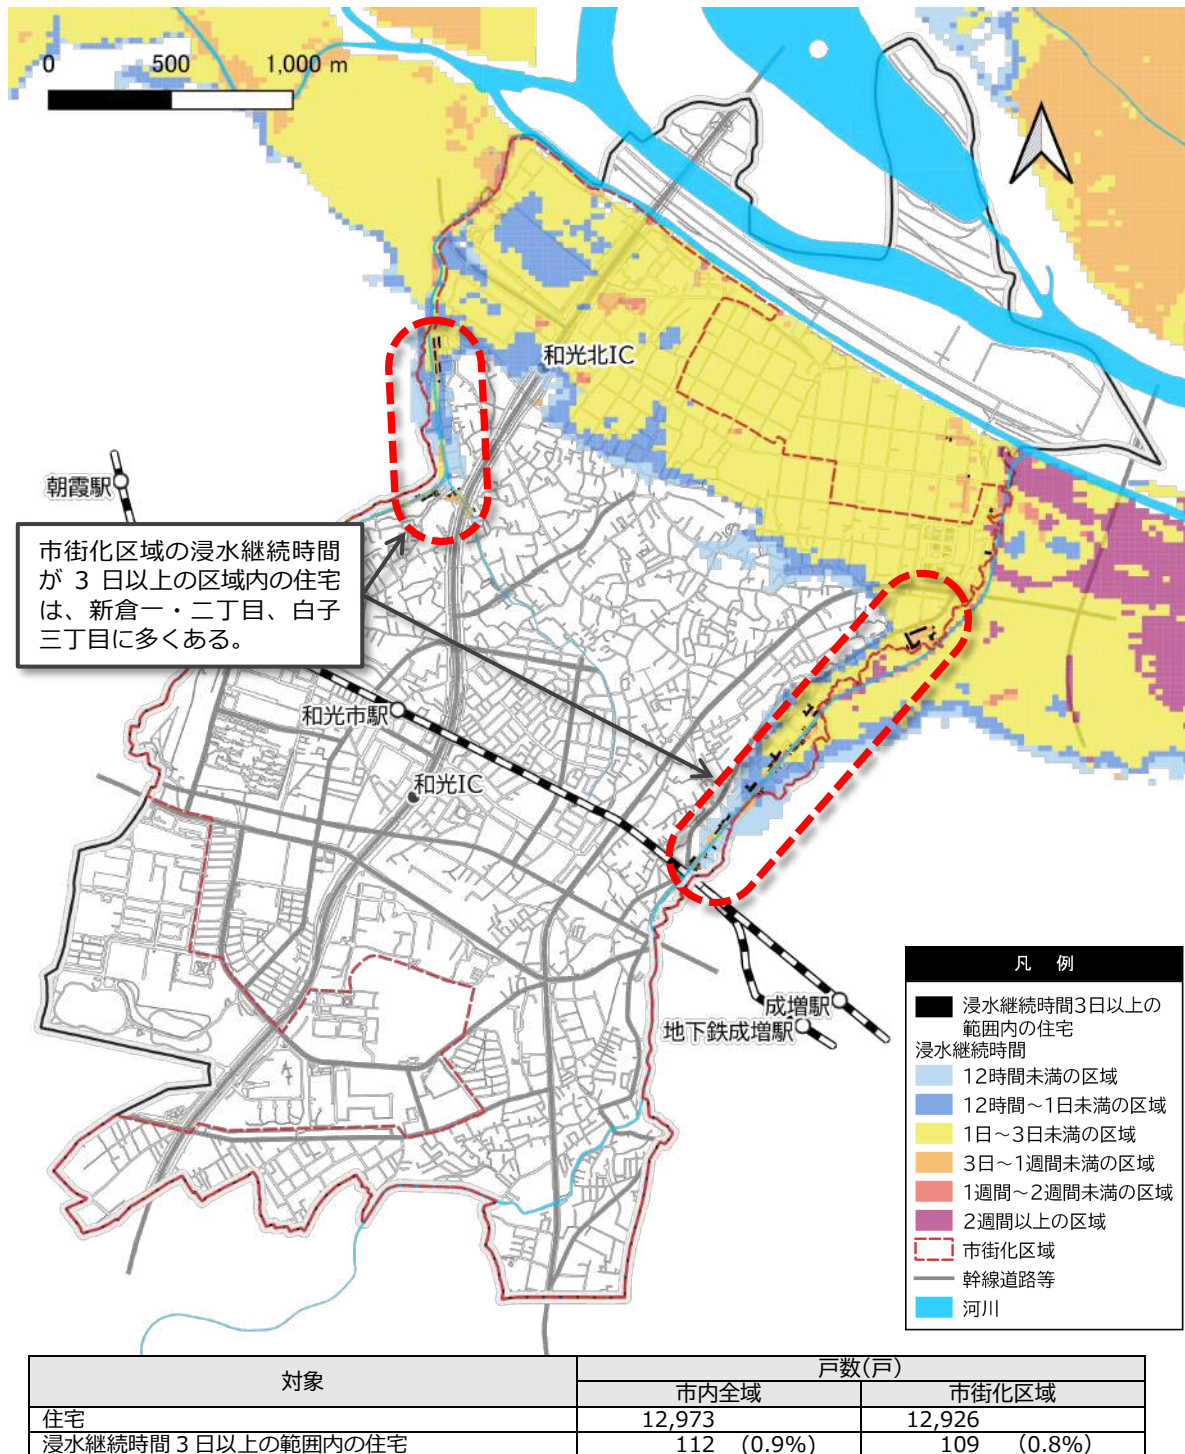 0 500 1,000 m
和光北IC
朝霞駅
市街化区域の浸水継続時間
が 3 日以上の区域内の住宅
は、新倉一・二丁目、白子
三丁目に多くある。
和光市駅
和光IC
成増駅
地下鉄成増駅
凡 例
浸水継続時間3日以上の
範囲内の住宅
浸水継続時間
12時間未満の区域
12時間～1日未満の区域
1日～3日未満の区域
3日～1週間未満の区域
1週間～2週間未満の区域
2週間以上の区域
市街化区域
幹線道路等
河川
対象 戸数(戸)
市内全域 市街化区域
住宅 12,973 12,926
浸水継続時間 3 日以上の範囲内の住宅 112 (0.9%) 109 (0.8%)